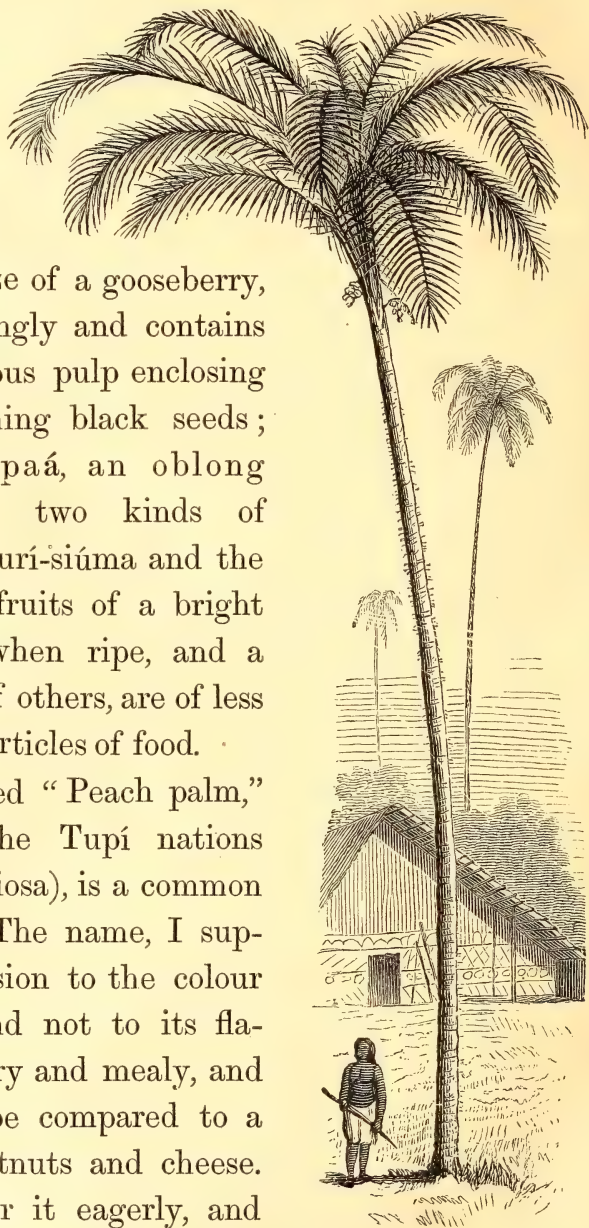 e of a gooseberry,
ngly and contains
ous pulp enclosing
ning black seeds;
paá, an oblong
two kinds of
urí-siúma and the
fruits of a bright
when ripe, and a
f others, are of less
rticles of food.
ed “Peach palm,”
he Tupí nations
iosa), is a common
The name, I sup-
sion to the colour
nd not to its fla-
ry and mealy, and
be compared to a
tnuts and cheese.
r it eagerly, and